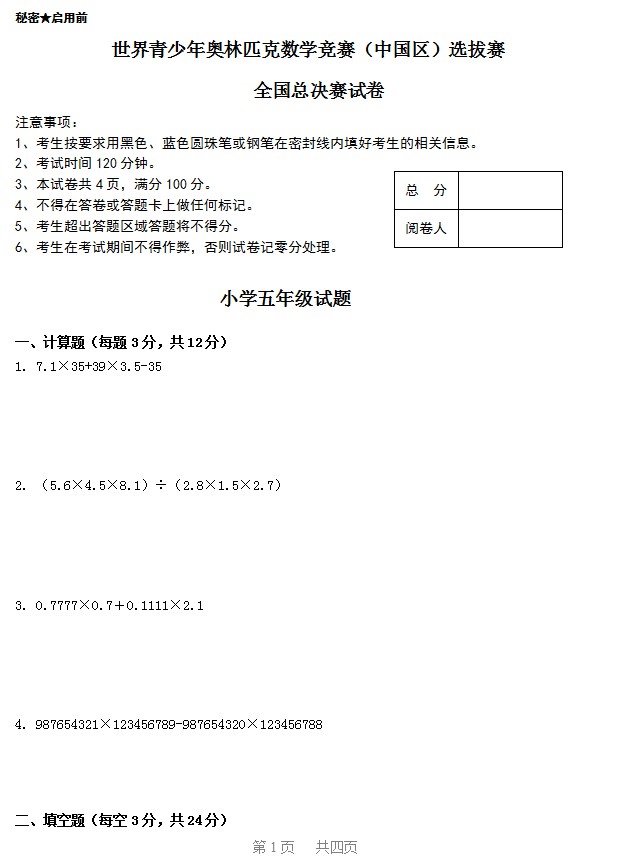 秘密★启用前
世界青少年奥林匹克数学竞赛（中国区）选拔赛
全国总决赛试卷
注意事项：
1、考生按要求用黑色、蓝色圆珠笔或钢笔在密封线内填好考生的相关信息。
2、考试时间 120 分钟。
3、本试卷共 4 页，满分 100 分。
4、不得在答卷或答题卡上做任何标记。
5、考生超出答题区域答题将不得分。
6、考生在考试期间不得作弊，否则试卷记零分处理。
总 分
阅卷人
小学五年级试题
一、计算题（每题 3 分，共 12 分）
1. 7.1×35+39×3.5-35
2. （5.6×4.5×8.1）÷（2.8×1.5×2.7）
3. 0.7777×0.7＋0.1111×2.1
4. 987654321×123456789-987654320×123456788
二、填空题（每空 3 分，共 24 分）
第 1 页 共四页